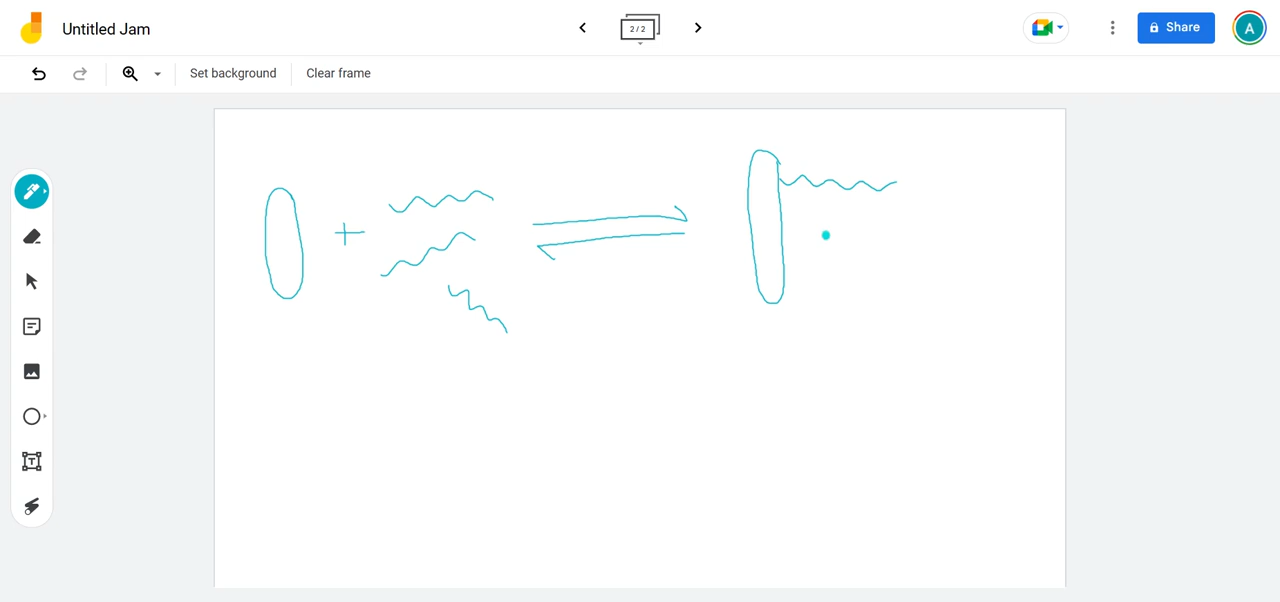 Untitled Jam
2 / 2
Share
A
Set background
Clear frame
+
T